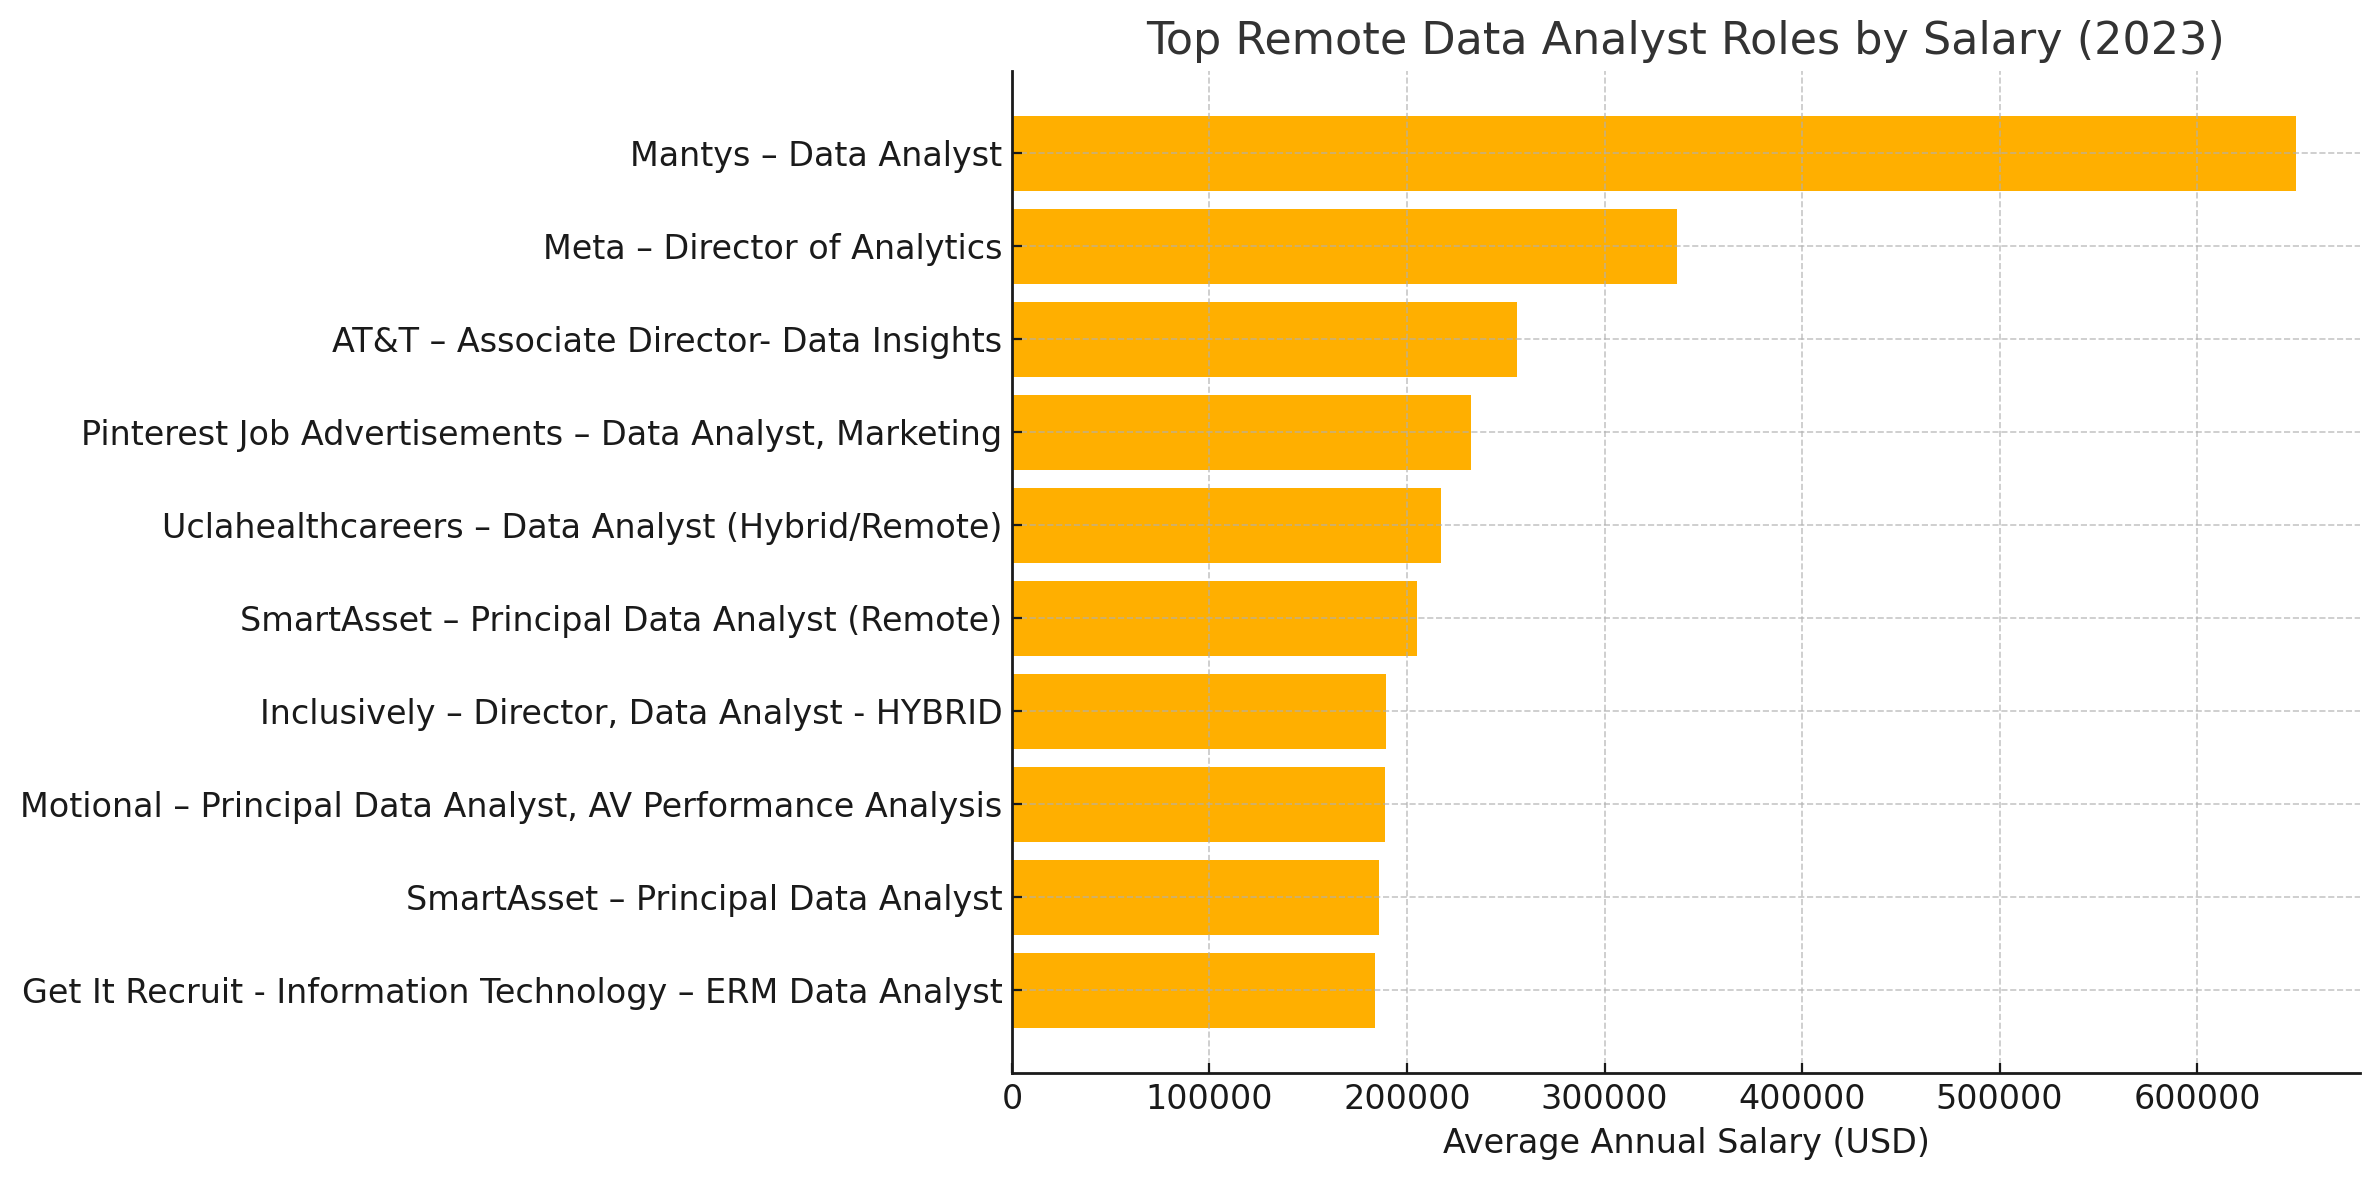 Top Remote Data Analyst Roles by Salary (2023)
Mantys – Data Analyst
Meta – Director of Analytics
AT&T – Associate Director- Data Insights
Pinterest Job Advertisements – Data Analyst, Marketing
Uclahealthcareers – Data Analyst (Hybrid/Remote)
SmartAsset – Principal Data Analyst (Remote)
Inclusively – Director, Data Analyst - HYBRID
Motional – Principal Data Analyst, AV Performance Analysis
SmartAsset – Principal Data Analyst
Get It Recruit - Information Technology – ERM Data Analyst
0 100000 200000 300000 400000 500000 600000
Average Annual Salary (USD)